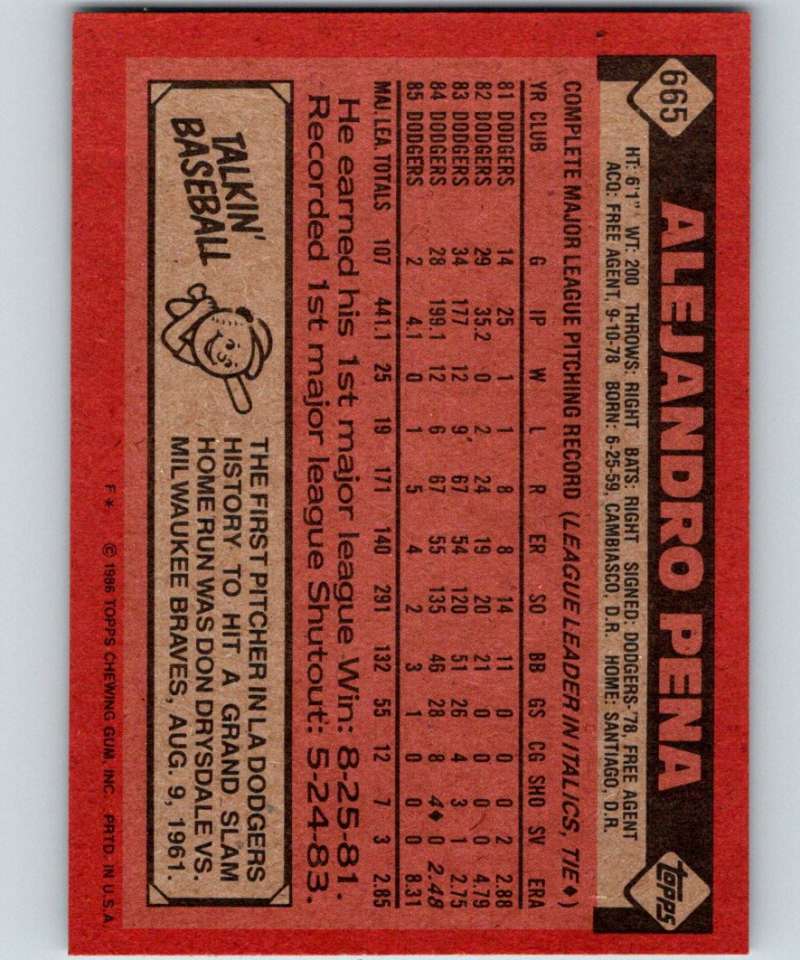 665
ALEJANDRO PENA
topps
HT: 6'1" WT: 200 THROWS: RIGHT BATS: RIGHT SIGNED: DODGERS-'78, FREE AGENT
ACQ: FREE AGENT, 9-10-78 BORN: 6-25-59, CAMBIASCO, D.R. HOME: SANTIAGO, D.R.
COMPLETE MAJOR LEAGUE PITCHING RECORD (LEAGUE LEADER IN ITALICS, TIE♦)
YR CLUB G IP W L R ER SO BB GS CG SHO SV ERA
81 DODGERS 14 25 1 1 8 8 14 11 0 0 0 2 2.88
82 DODGERS 29 35.2 0 2 24 19 20 21 0 0 0 0 4.79
83 DODGERS 34 177 12 9 67 54 120 51 26 4 3 1 2.75
84 DODGERS 28 199.1 12 6 67 55 135 46 28 8 4♦ 0 2.48
85 DODGERS 2 4.1 0 1 5 4 2 3 1 0 0 0 8.31
MAJ. LEA. TOTALS 107 441.1 25 19 171 140 291 132 55 12 7 3 2.85
He earned his 1st major league Win: 8-25-81.
Recorded 1st major league Shutout: 5-24-83.
TALKIN'
BASEBALL
THE FIRST PITCHER IN LA DODGERS
HISTORY TO HIT A GRAND SLAM
HOME RUN WAS DON DRYSDALE VS.
MILWAUKEE BRAVES, AUG. 9, 1961.
F* © 1986 TOPPS CHEWING GUM, INC. PRTD. IN U.S.A.